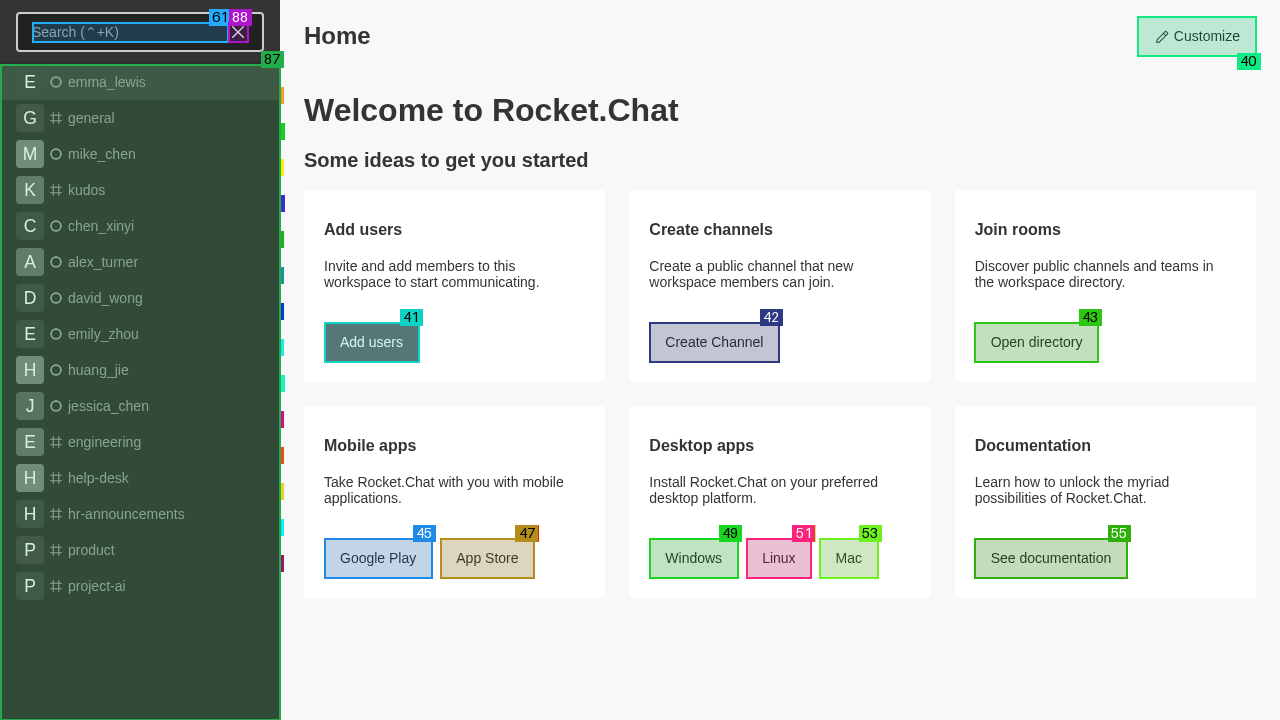 Search (⌃+K)
61
88
87
E emma_lewis
G general
M mike_chen
K kudos
C chen_xinyi
A alex_turner
D david_wong
E emily_zhou
H huang_jie
J jessica_chen
E engineering
H help-desk
H hr-announcements
P product
P project-ai
Home
Customize
40
Welcome to Rocket.Chat
Some ideas to get you started
Add users
Invite and add members to this
workspace to start communicating.
41
Add users
Create channels
Create a public channel that new
workspace members can join.
42
Create Channel
Join rooms
Discover public channels and teams in
the workspace directory.
43
Open directory
Mobile apps
Take Rocket.Chat with you with mobile
applications.
45
47
Google Play
App Store
Desktop apps
Install Rocket.Chat on your preferred
desktop platform.
49
51
53
Windows
Linux
Mac
Documentation
Learn how to unlock the myriad
possibilities of Rocket.Chat.
55
See documentation